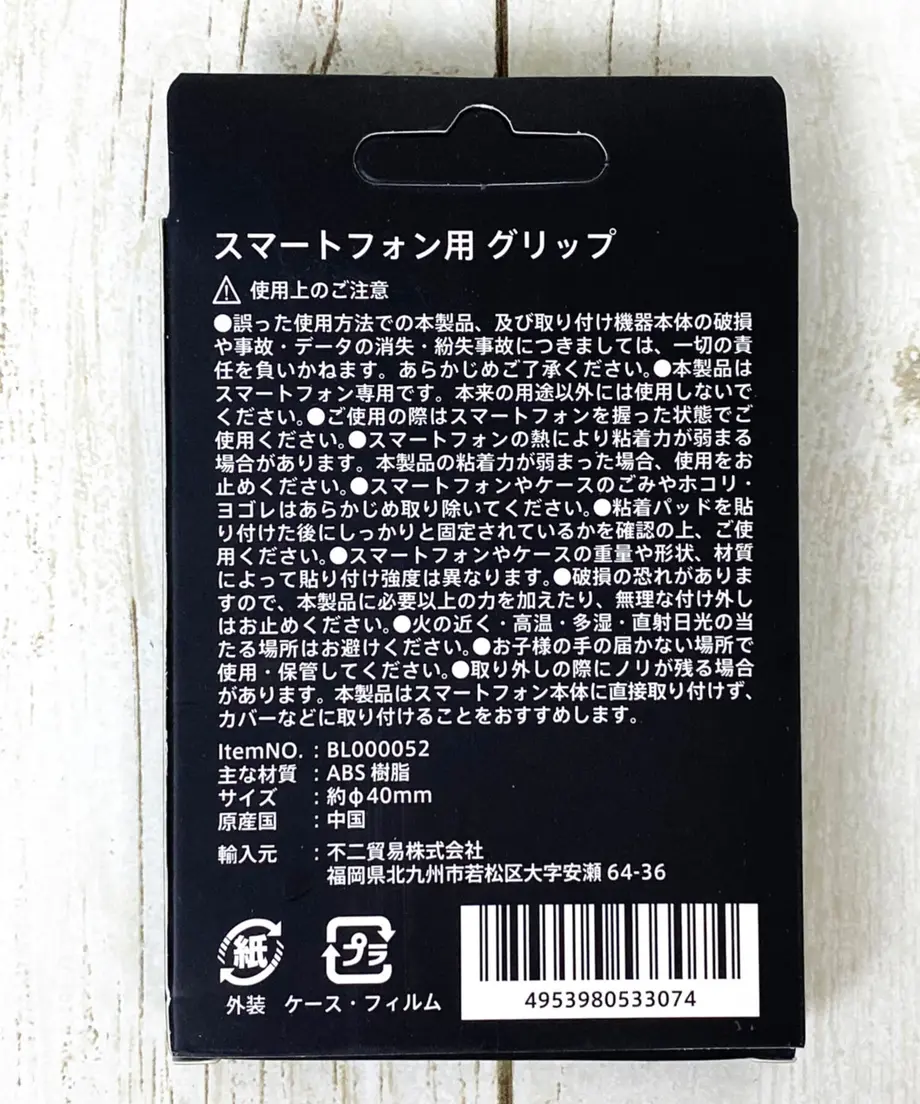 スマートフォン用 グリップ
使用上のご注意
●誤った使用方法での本製品、及び取り付け機器本体の破損
や事故・データの消失・紛失事故につきましては、一切の責
任を負いかねます。あらかじめご了承ください。●本製品は
スマートフォン専用です。本来の用途以外には使用しないで
ください。●ご使用の際はスマートフォンを握った状態でご
使用ください。●スマートフォンの熱により粘着力が弱まる
場合があります。本製品の粘着力が弱まった場合、使用をお
止めください。●スマートフォンやケースのごみやホコリ・
ヨゴレはあらかじめ取り除いてください。●粘着パッドを貼
り付けた後にしっかりと固定されているかを確認の上、ご使
用ください。●スマートフォンやケースの重量や形状、材質
によって貼り付け強度は異なります。●破損の恐れがありま
すので、本製品に必要以上の力を加えたり、無理な付け外し
はお止めください。●火の近く・高温・多湿・直射日光の当
たる場所はお避けください。●お子様の手の届かない場所で
使用・保管してください。●取り外しの際にノリが残る場合
があります。本製品はスマートフォン本体に直接取り付けず、
カバーなどに取り付けることをおすすめします。
ItemNO. : BL000052
主な材質 : ABS 樹脂
サイズ : 約φ40mm
原産国 : 中国
輸入元 : 不二貿易株式会社
福岡県北九州市若松区大字安瀬 64-36
紙 プラ
外装 ケース・フィルム
4953980533074